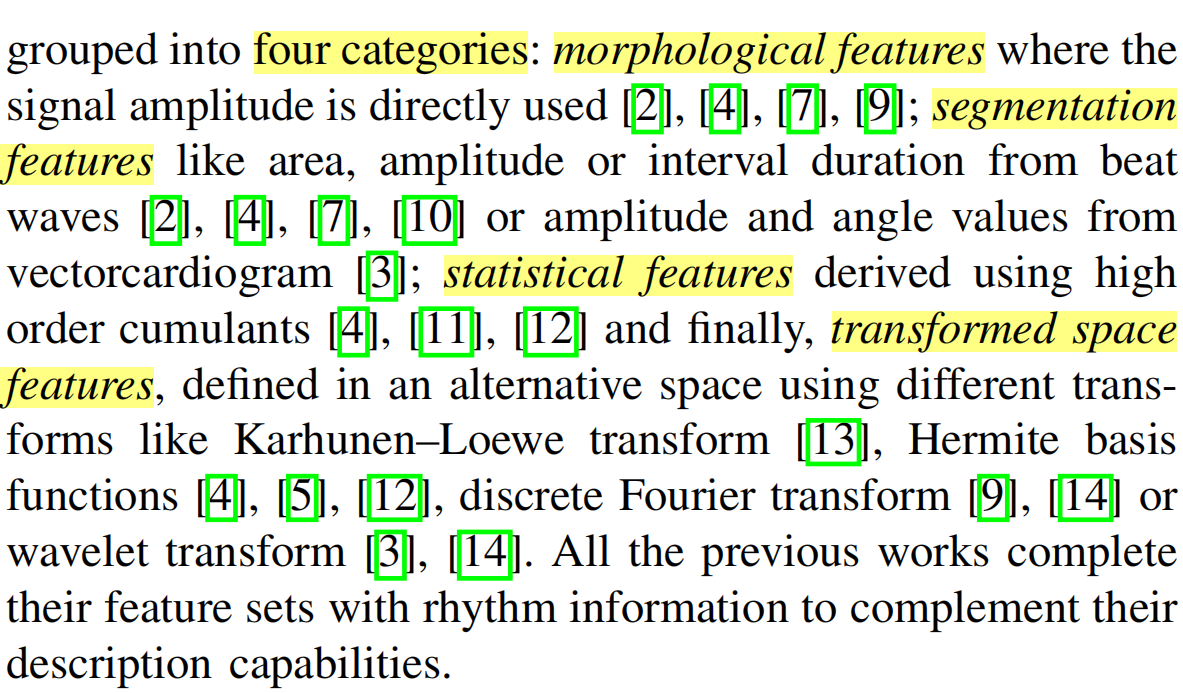 grouped into four categories: morphological features where the
signal amplitude is directly used [2], [4], [7], [9]; segmentation
features like area, amplitude or interval duration from beat
waves [2], [4], [7], [10] or amplitude and angle values from
vectorcardiogram [3]; statistical features derived using high
order cumulants [4], [11], [12] and finally, transformed space
features, defined in an alternative space using different trans-
forms like Karhunen–Loewe transform [13], Hermite basis
functions [4], [5], [12], discrete Fourier transform [9], [14] or
wavelet transform [3], [14]. All the previous works complete
their feature sets with rhythm information to complement their
description capabilities.